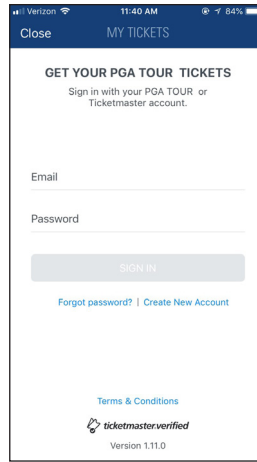 Verizon 11:40 AM 84%
Close MY TICKETS
GET YOUR PGA TOUR TICKETS
Sign in with your PGA TOUR or
Ticketmaster account.
Email
Password
SIGN IN
Forgot password? | Create New Account
Terms & Conditions
ticketmaster.verified
Version 1.11.0